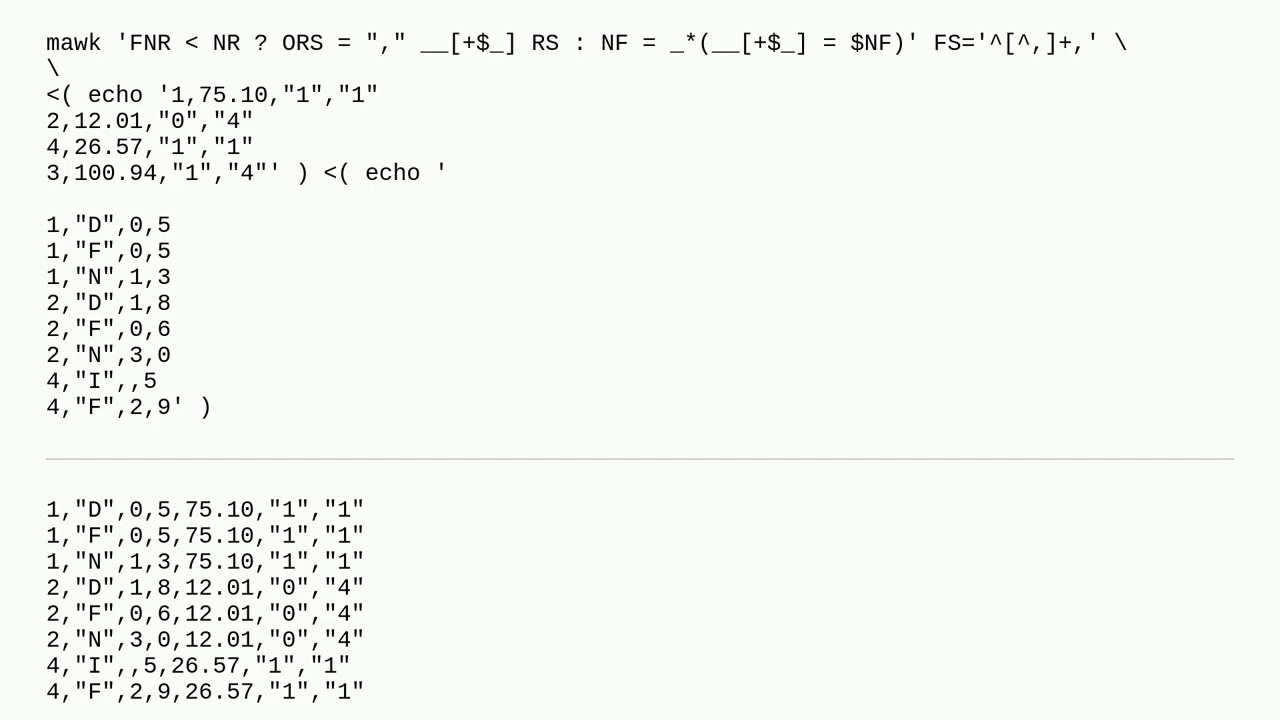 mawk 'FNR < NR ? ORS = "," __[+$_] RS : NF = _*(__[+$_] = $NF)' FS='^[^,]+,' \
\
<( echo '1,75.10,"1","1"
2,12.01,"0","4"
4,26.57,"1","1"
3,100.94,"1","4"' ) <( echo '
1,"D",0,5
1,"F",0,5
1,"N",1,3
2,"D",1,8
2,"F",0,6
2,"N",3,0
4,"I",,5
4,"F",2,9' )
1,"D",0,5,75.10,"1","1"
1,"F",0,5,75.10,"1","1"
1,"N",1,3,75.10,"1","1"
2,"D",1,8,12.01,"0","4"
2,"F",0,6,12.01,"0","4"
2,"N",3,0,12.01,"0","4"
4,"I",,5,26.57,"1","1"
4,"F",2,9,26.57,"1","1"